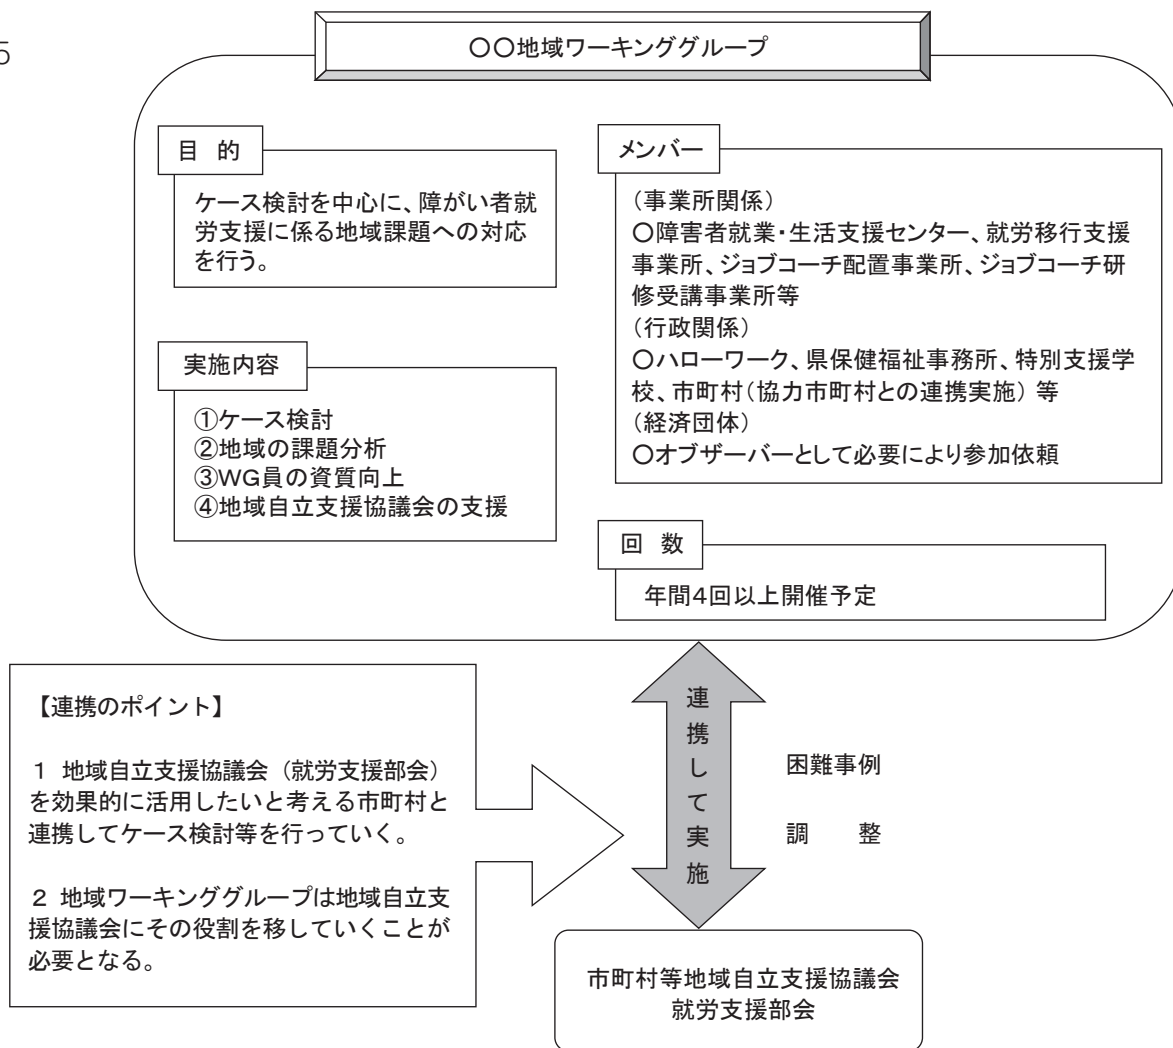 5
〇〇地域ワーキンググループ
目 的
ケース検討を中心に、障がい者就
労支援に係る地域課題への対応
を行う。
実施内容
①ケース検討
②地域の課題分析
③WG員の資質向上
④地域自立支援協議会の支援
メンバー
（事業所関係）
〇障害者就業・生活支援センター、就労移行支援
事業所、ジョブコーチ配置事業所、ジョブコーチ研
修受講事業所等
（行政関係）
〇ハローワーク、県保健福祉事務所、特別支援学
校、市町村（協力市町村との連携実施） 等
（経済団体）
〇オブザーバーとして必要により参加依頼
回 数
年間4回以上開催予定
【連携のポイント】
1 地域自立支援協議会（就労支援部会）
を効果的に活用したいと考える市町村と
連携してケース検討等を行っていく。
2 地域ワーキンググループは地域自立支
援協議会にその役割を移していくことが
必要となる。
連携して実施
困難事例
調 整
市町村等地域自立支援協議会
就労支援部会